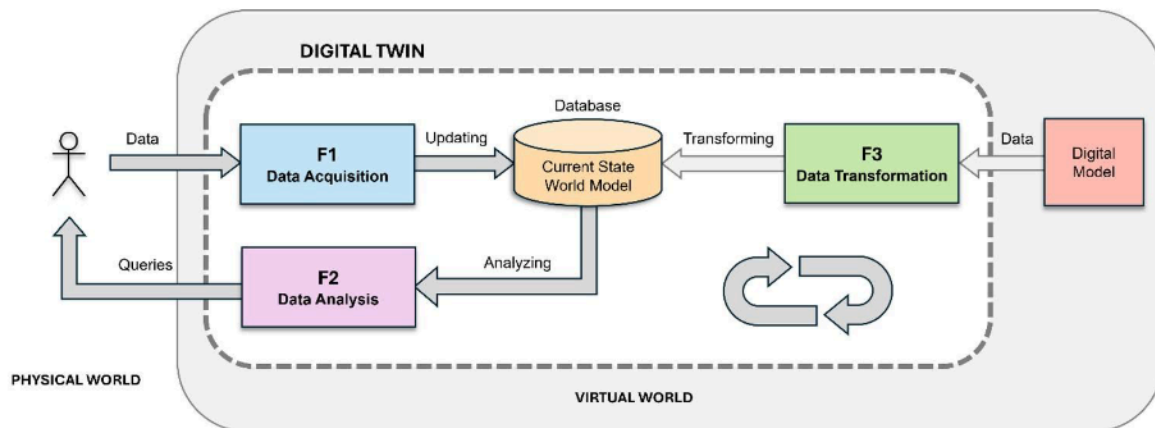 DIGITAL TWIN
Database
Data
F1
Data Acquisition
Updating
Current State
World Model
Transforming
F3
Data Transformation
Data
Digital
Model
Queries
F2
Data Analysis
Analyzing
PHYSICAL WORLD
VIRTUAL WORLD